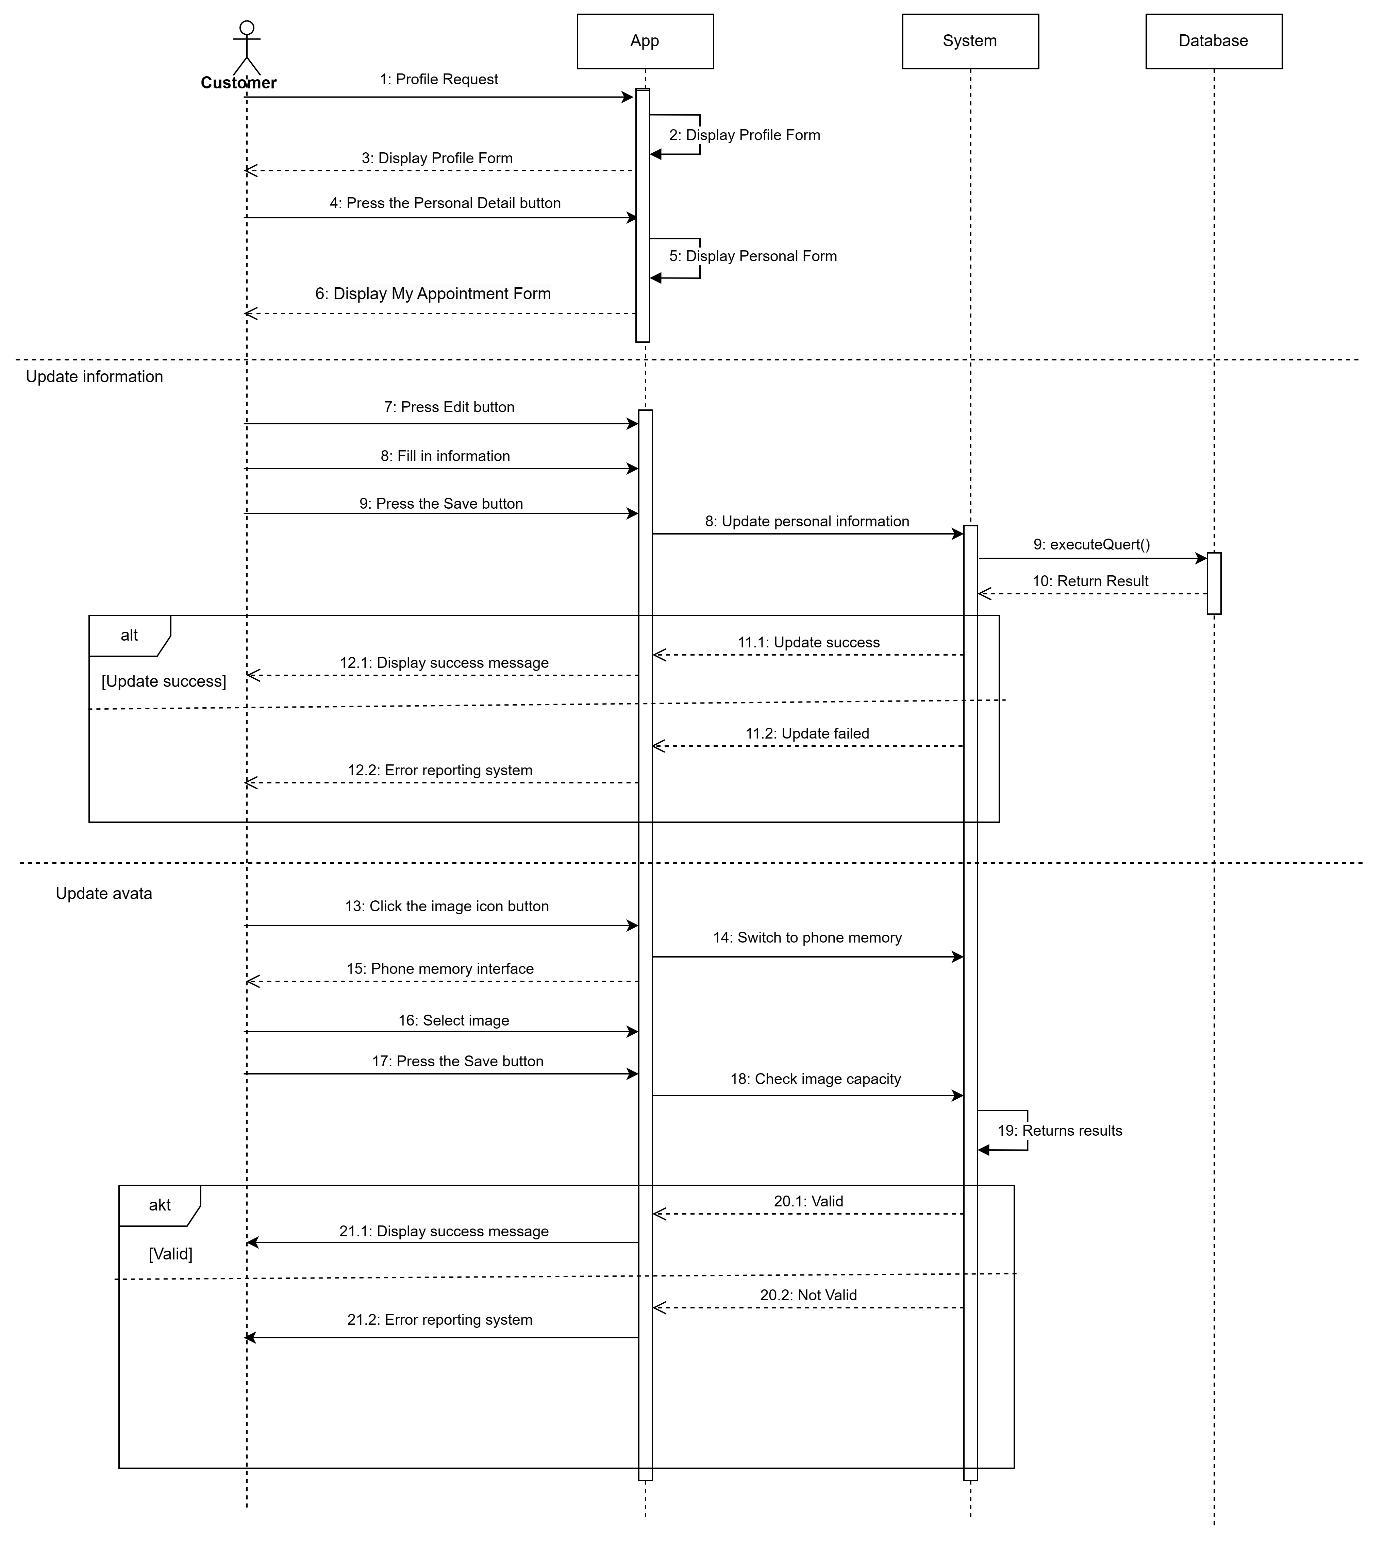 App
System
Database
Customer
1: Profile Request
2: Display Profile Form
3: Display Profile Form
4: Press the Personal Detail button
5: Display Personal Form
6: Display My Appointment Form
Update information
7: Press Edit button
8: Fill in information
9: Press the Save button
8: Update personal information
9: executeQuert()
10: Return Result
alt
11.1: Update success
12.1: Display success message
[Update success]
11.2: Update failed
12.2: Error reporting system
Update avata
13: Click the image icon button
14: Switch to phone memory
15: Phone memory interface
16: Select image
17: Press the Save button
18: Check image capacity
19: Returns results
akt
20.1: Valid
21.1: Display success message
[Valid]
20.2: Not Valid
21.2: Error reporting system